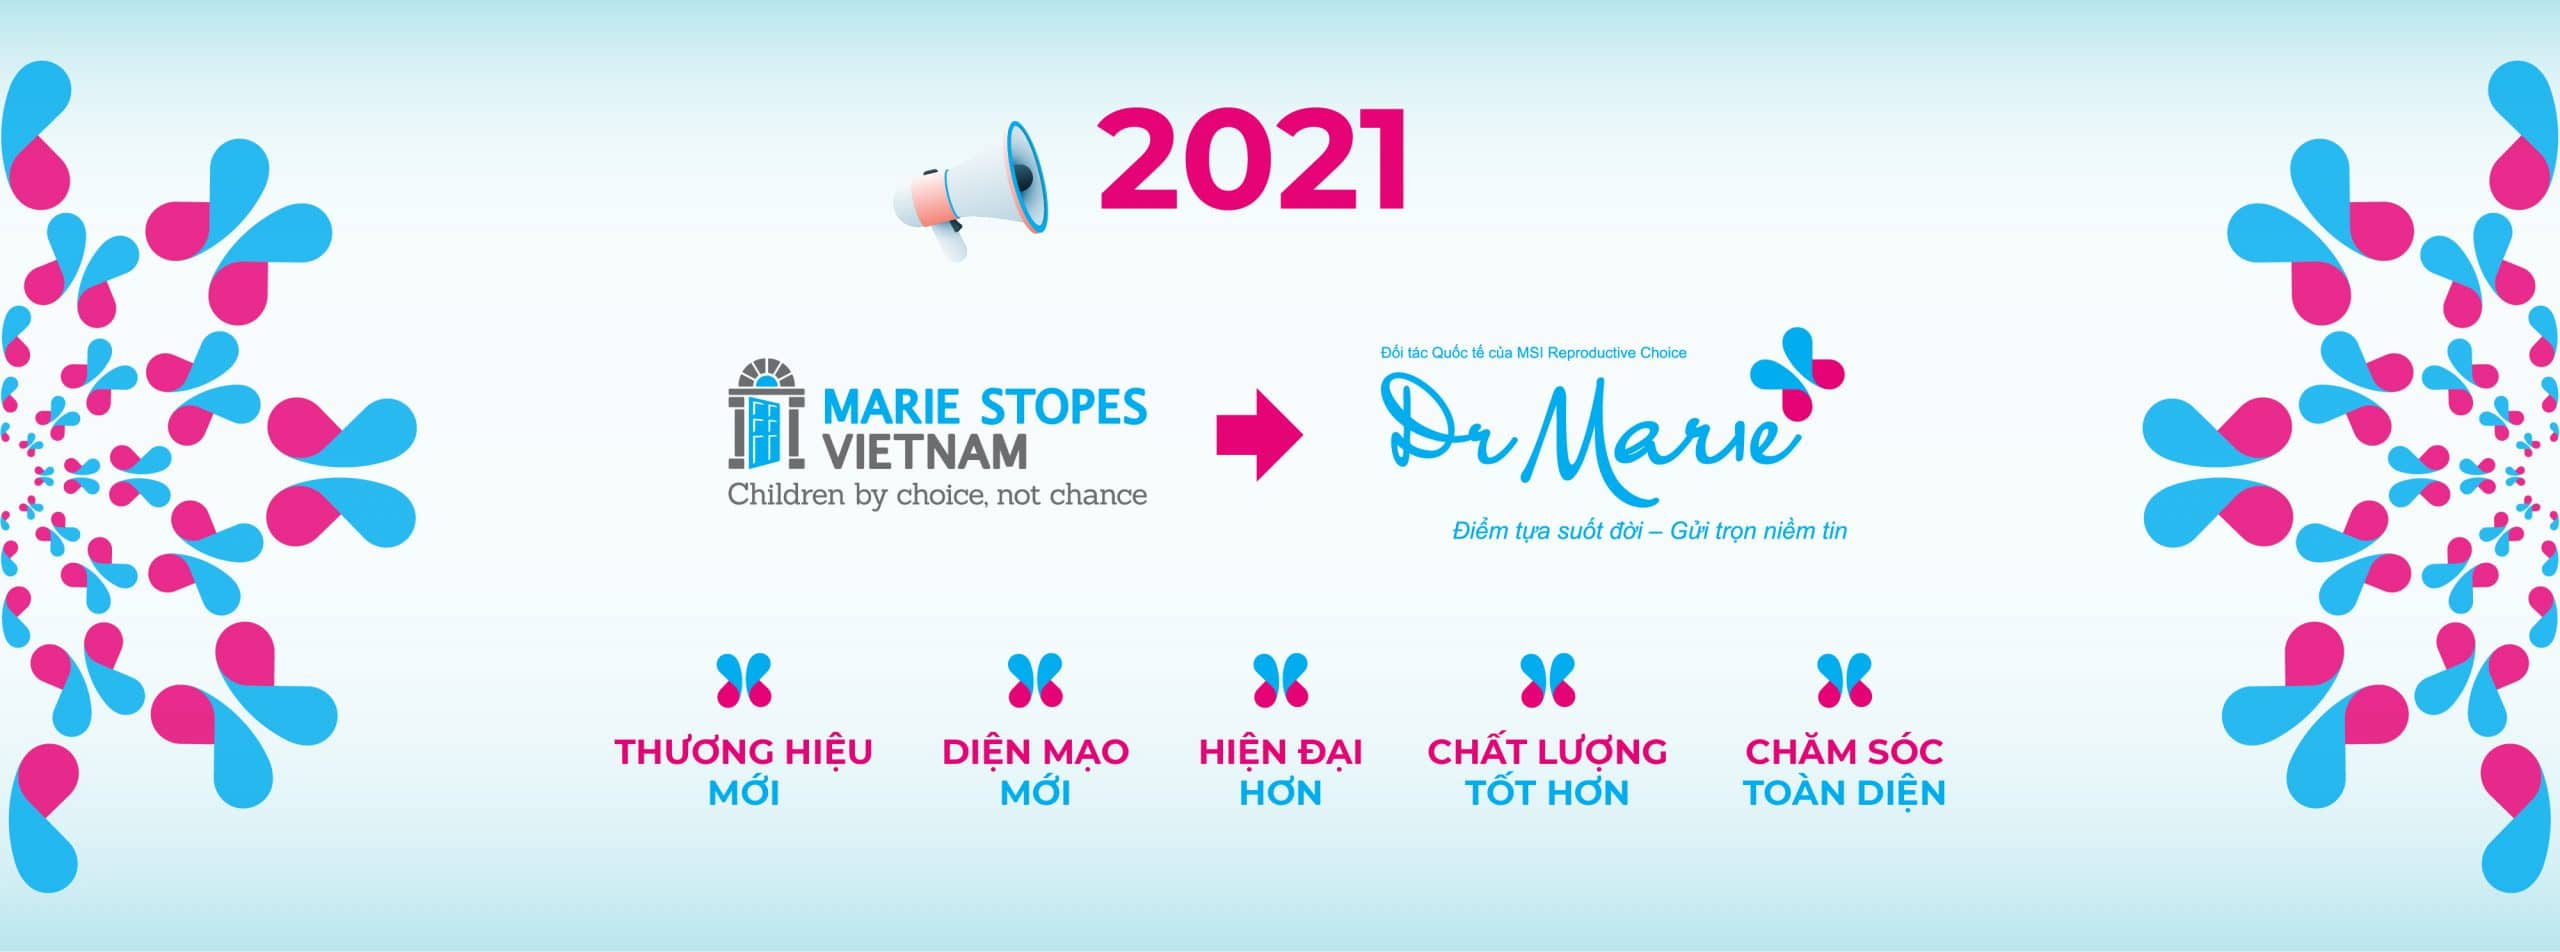 2021
MARIE STOPES
VIETNAM
Children by choice, not chance
Đối tác Quốc tế của MSI Reproductive Choice
Dr Marie
Điểm tựa suốt đời – Gửi trọn niềm tin
THƯƠNG HIỆU
MỚI
DIỆN MẠO
MỚI
HIỆN ĐẠI
HƠN
CHẤT LƯỢNG
TỐT HƠN
CHĂM SÓC
TOÀN DIỆN